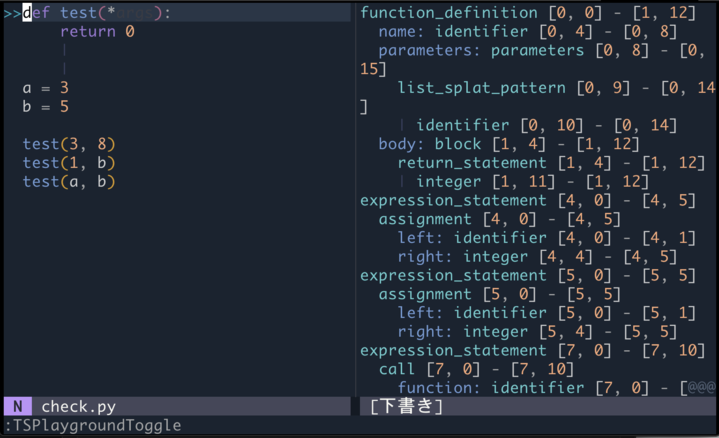 >>def test(*args):
return 0
a = 3
b = 5
test(3, 8)
test(1, b)
test(a, b)
N check.py
:TSPlaygroundToggle
function_definition [0, 0] - [1, 12]
name: identifier [0, 4] - [0, 8]
parameters: parameters [0, 8] - [0,
15]
list_splat_pattern [0, 9] - [0, 14
]
identifier [0, 10] - [0, 14]
body: block [1, 4] - [1, 12]
return_statement [1, 4] - [1, 12]
integer [1, 11] - [1, 12]
expression_statement [4, 0] - [4, 5]
assignment [4, 0] - [4, 5]
left: identifier [4, 0] - [4, 1]
right: integer [4, 4] - [4, 5]
expression_statement [5, 0] - [5, 5]
assignment [5, 0] - [5, 5]
left: identifier [5, 0] - [5, 1]
right: integer [5, 4] - [5, 5]
expression_statement [7, 0] - [7, 10]
call [7, 0] - [7, 10]
function: identifier [7, 0] - [@@@
[下書き]